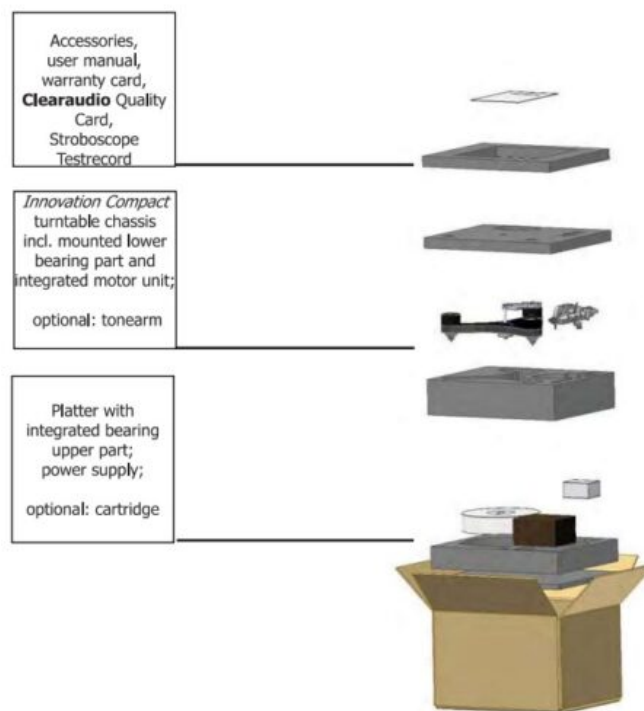 Accessories,
user manual,
warranty card,
Clearaudio Quality
Card,
Stroboscope
Testrecord
Innovation Compact
turntable chassis
incl. mounted lower
bearing part and
integrated motor unit;
optional: tonearm
Platter with
integrated bearing
upper part;
power supply;
optional: cartridge